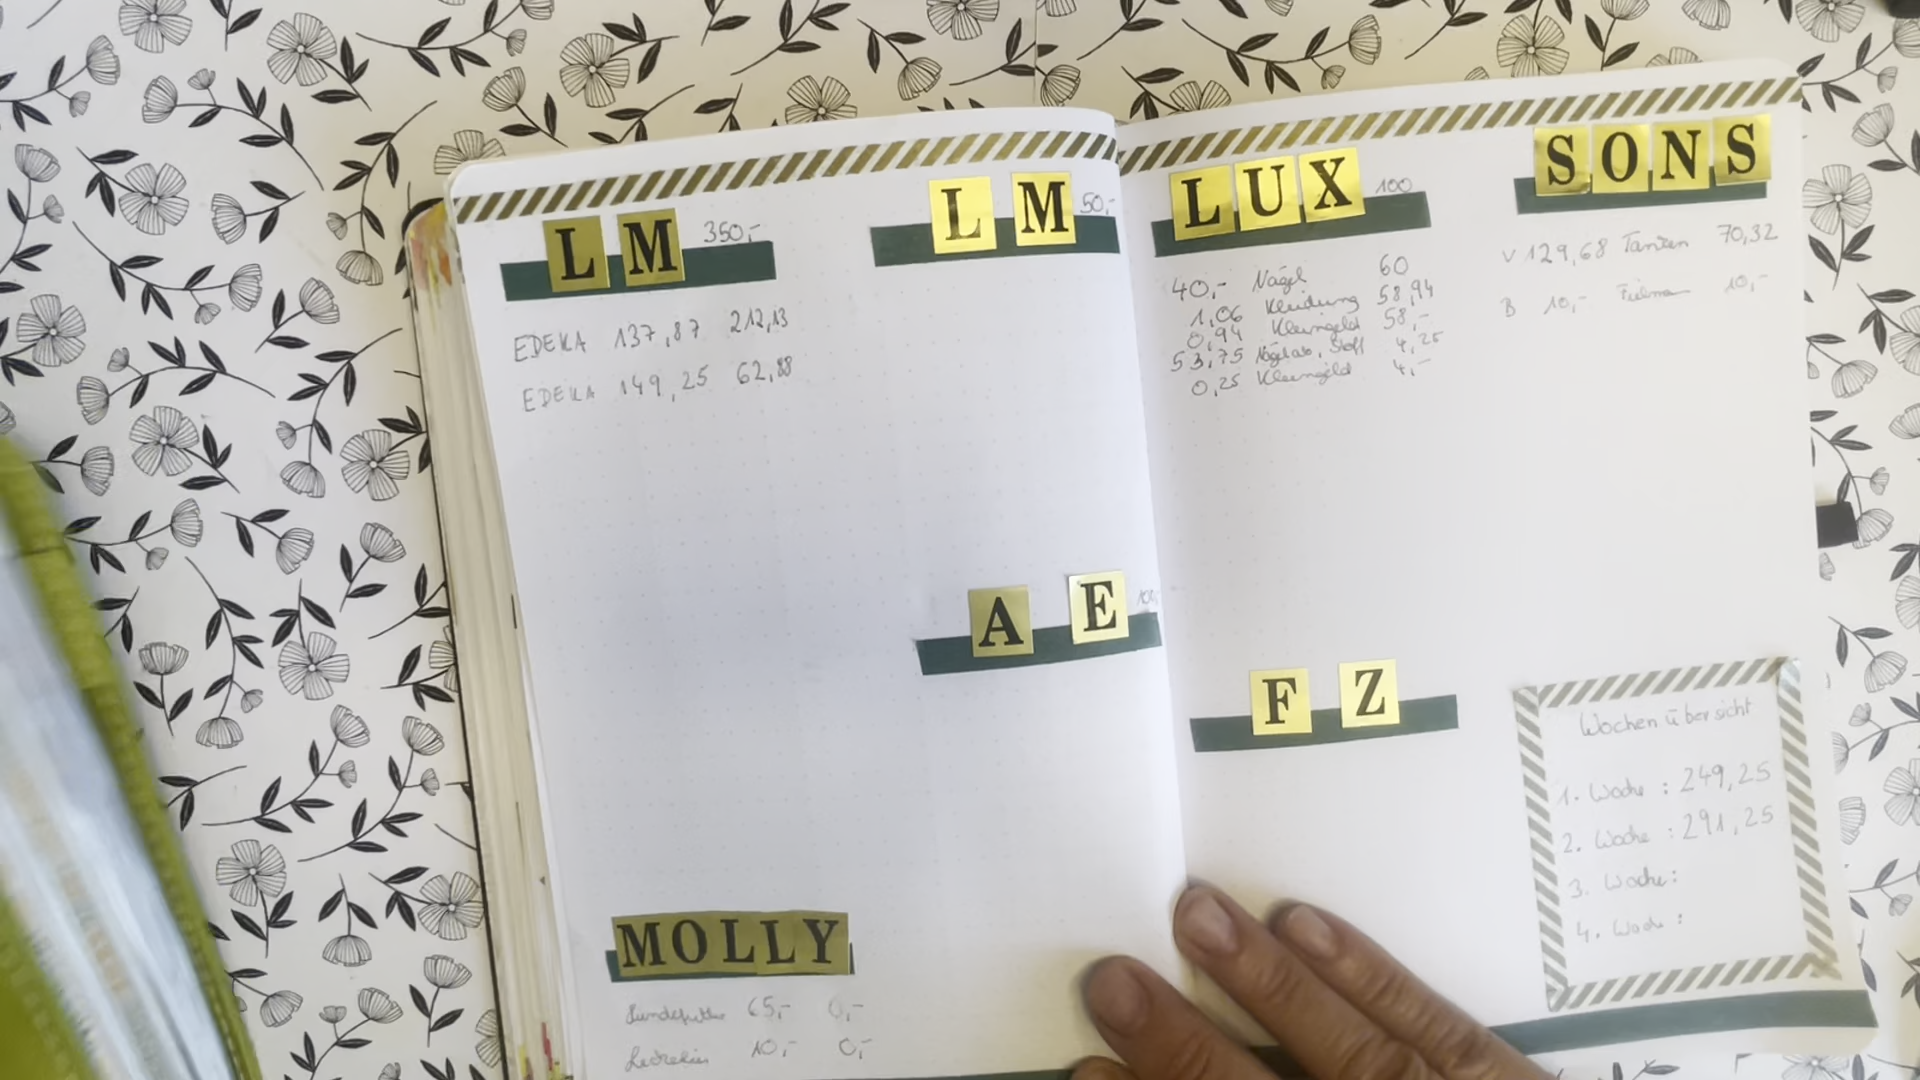 LM 350,-
EDEKA 137,87 212,13
EDEKA 149,25 62,88
LM 50,-
A E 100,-
MOLLY
Hundefutter 65,- 0,-
Leckerlies 10,- 0,-
LUX 100
40,- Nägel 60
1,06 Kleidung 58,94
0,94 Kleingeld 58,-
53,75 Stoff 4,25
0,25 Kleingeld 4,-
F Z
SONS
V 129,68 Tanken 70,32
B 10,- 10,-
Wochenübersicht
1. Woche : 249,25
2. Woche : 291,25
3. Woche :
4. Woche :